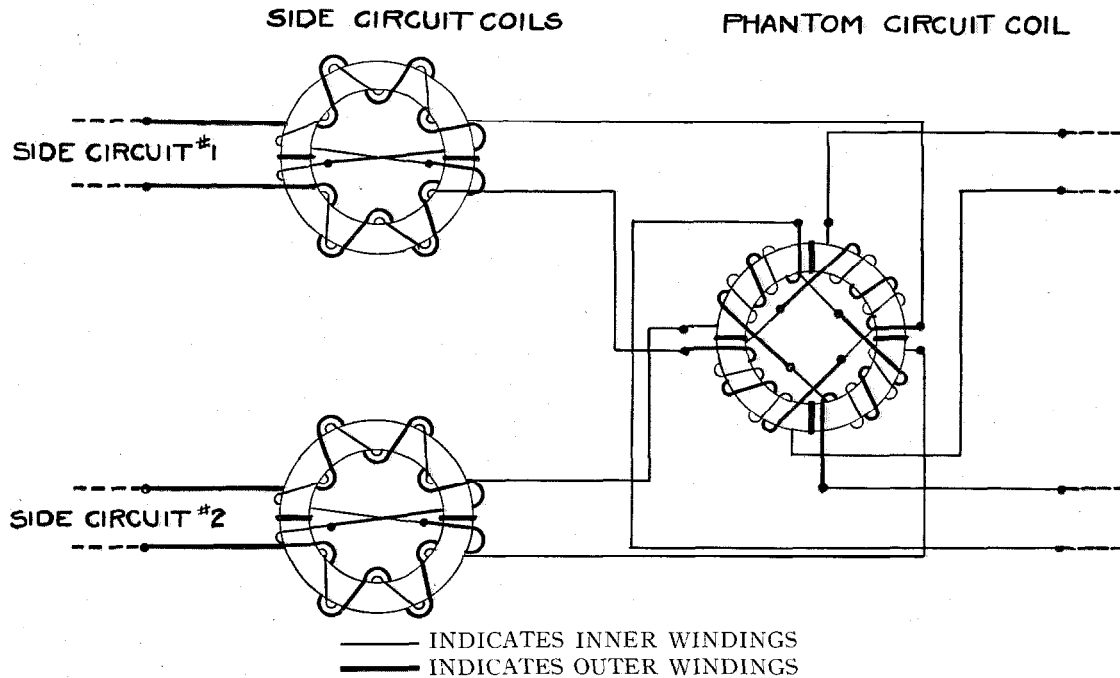 SIDE CIRCUIT COILS
PHANTOM CIRCUIT COIL
SIDE CIRCUIT #1
SIDE CIRCUIT #2
INDICATES INNER WINDINGS
INDICATES OUTER WINDINGS